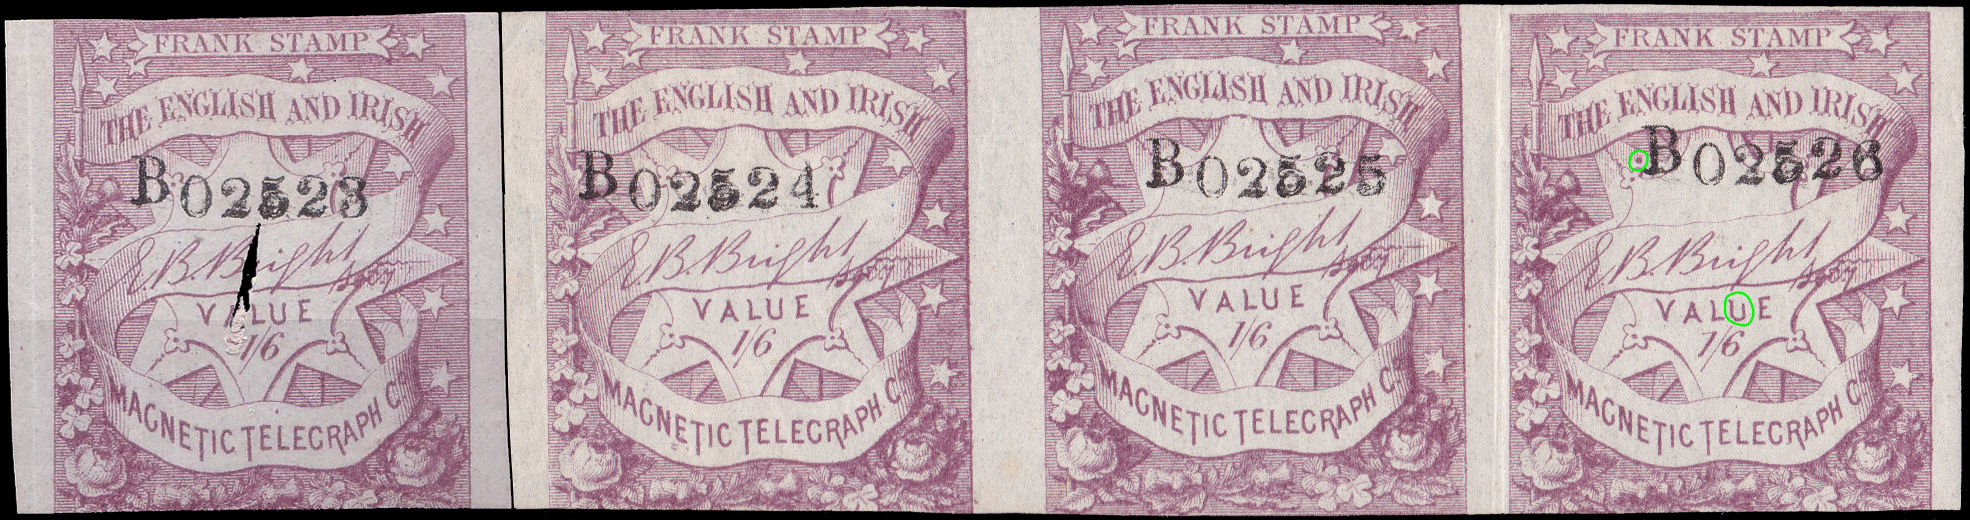 FRANK STAMP
THE ENGLISH AND IRISH
B02523
E.B. Bright
VALUE
1/6
MAGNETIC TELEGRAPH Co
FRANK STAMP
THE ENGLISH AND IRISH
B02524
E.B. Bright
VALUE
1/6
MAGNETIC TELEGRAPH Co
FRANK STAMP
THE ENGLISH AND IRISH
B02525
E.B. Bright
VALUE
1/6
MAGNETIC TELEGRAPH Co
FRANK STAMP
THE ENGLISH AND IRISH
B02526
E.B. Bright
VALUE
1/6
MAGNETIC TELEGRAPH Co